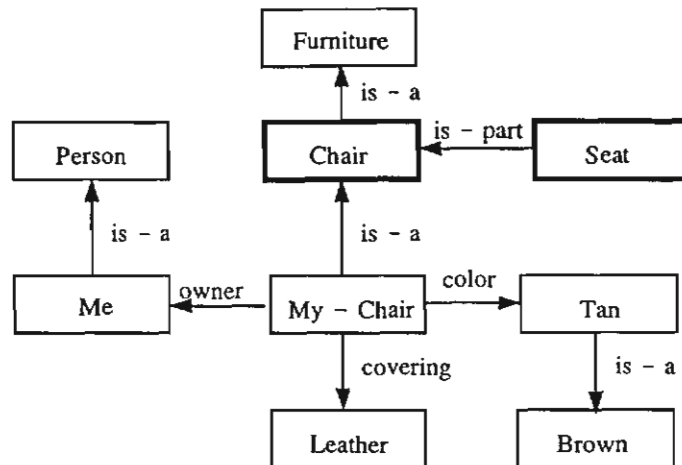 Furniture
is – a
Person
Chair
is – part
Seat
is – a
is – a
Me
owner
My – Chair
color
Tan
covering
is – a
Leather
Brown